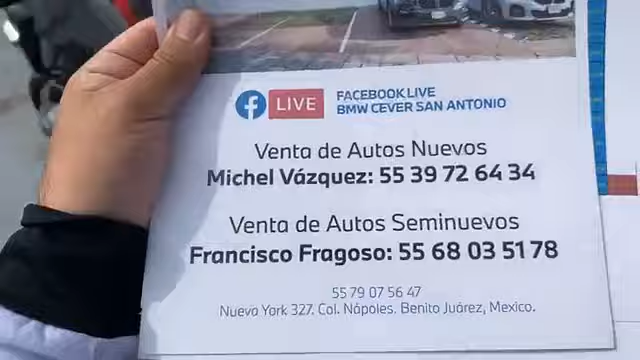 LIVE
FACEBOOK LIVE
BMW CEVER SAN ANTONIO
Venta de Autos Nuevos
Michel Vázquez: 55 39 72 64 34
Venta de Autos Seminuevos
Francisco Fragoso: 55 68 03 51 78
55 79 07 56 47
Nueva York 327. Col. Nápoles. Benito Juárez, Mexico.